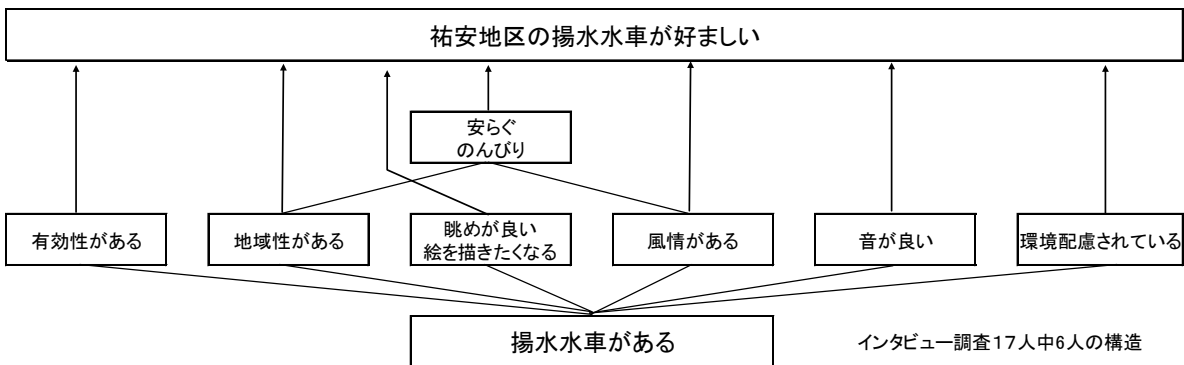 祐安地区の揚水水車が好ましい
安らぐ
のんびり
有効性がある
地域性がある
眺めが良い
絵を描きたくなる
風情がある
音が良い
環境配慮されている
揚水水車がある
インタビュー調査17人中6人の構造